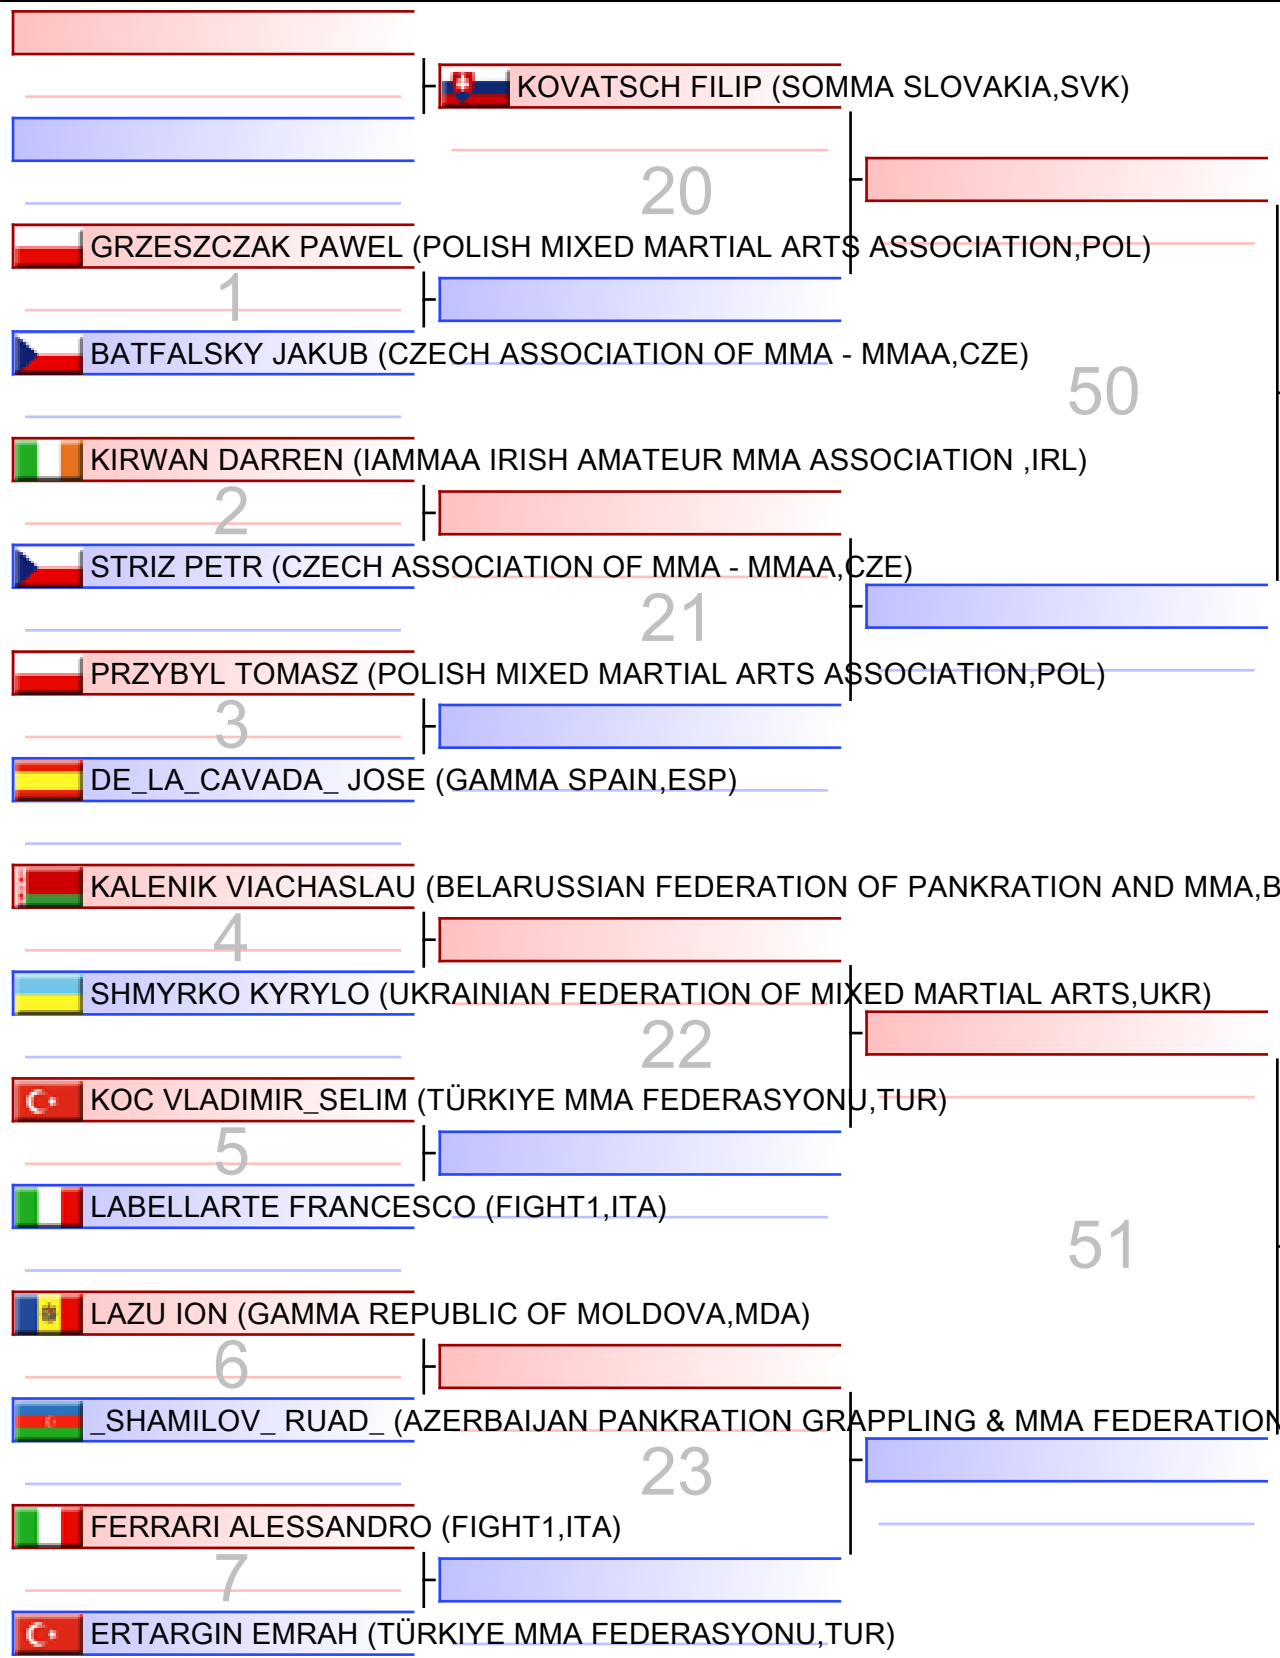 KOVATSCH FILIP (SOMMA SLOVAKIA,SVK)
20
GRZESZCZAK PAWEL (POLISH MIXED MARTIAL ARTS ASSOCIATION,POL)
1
BATFALSKY JAKUB (CZECH ASSOCIATION OF MMA - MMAA,CZE)
50
KIRWAN DARREN (IAMMAA IRISH AMATEUR MMA ASSOCIATION ,IRL)
2
STRIZ PETR (CZECH ASSOCIATION OF MMA - MMAA,CZE)
21
PRZYBYL TOMASZ (POLISH MIXED MARTIAL ARTS ASSOCIATION,POL)
3
DE_LA_CAVADA_ JOSE (GAMMA SPAIN,ESP)
KALENIK VIACHASLAU (BELARUSSIAN FEDERATION OF PANKRATION AND MMA,B
4
SHMYRKO KYRYLO (UKRAINIAN FEDERATION OF MIXED MARTIAL ARTS,UKR)
22
KOC VLADIMIR_SELIM (TÜRKIYE MMA FEDERASYONU,TUR)
5
LABELLARTE FRANCESCO (FIGHT1,ITA)
51
LAZU ION (GAMMA REPUBLIC OF MOLDOVA,MDA)
6
_SHAMILOV_ RUAD_ (AZERBAIJAN PANKRATION GRAPPLING & MMA FEDERATION
23
FERRARI ALESSANDRO (FIGHT1,ITA)
7
ERTARGIN EMRAH (TÜRKIYE MMA FEDERASYONU,TUR)